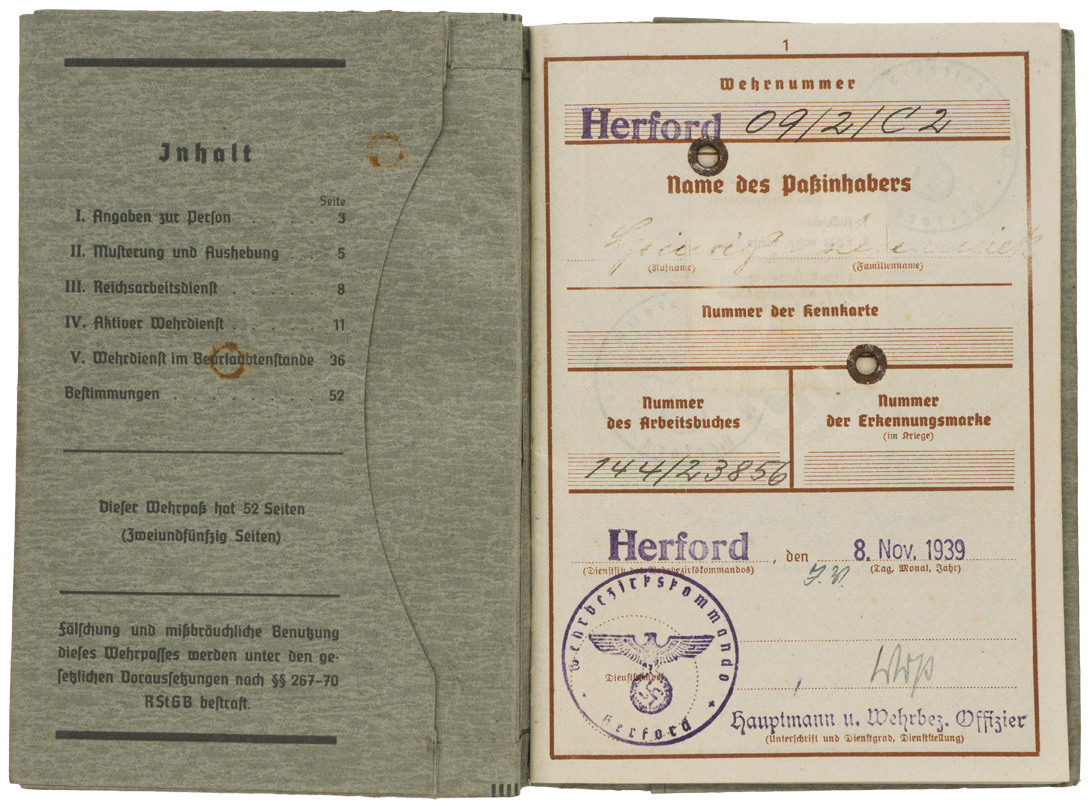 Inhalt
Seite
I. Angaben zur Person . . . . 3
II. Musterung und Aushebung . . 5
III. Reichsarbeitsdienst . . . . . 8
IV. Aktiver Wehrdienst . . . . . 11
V. Wehrdienst im Beurlaubtenstande 36
Bestimmungen . . . . . . . 52
Dieser Wehrpaß hat 52 Seiten
(Zweiundfünfzig Seiten)
Fälschung und mißbräuchliche Benutzung
dieses Wehrpasses werden unter den ge-
setzlichen Voraussetzungen nach §§ 267–70
RStGB bestraft.
1
Wehrnummer
Herford 09/2/C2
Name des Paßinhabers
(Rufname) (Familienname)
Nummer der Kennkarte
Nummer
des Arbeitsbuches
144/23856
Nummer
der Erkennungsmarke
(im Kriege)
Herford, den 8. Nov. 1939
(Dienstsitz des Wehrbezirkskommandos) (Tag, Monat, Jahr)
J.V.
Wehrbezirkskommando
Dienststempel
Herford
Hauptmann u. Wehrbez. Offizier
(Unterschrift und Dienstgrad, Dienststellung)